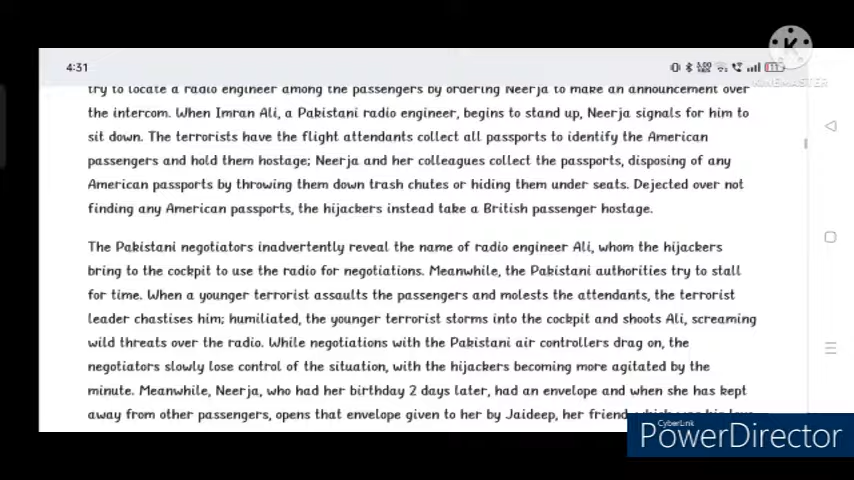 4:31
KINEMASTER
try to locate a radio engineer among the passengers by ordering Neerja to make an announcement over
the intercom. When Imran Ali, a Pakistani radio engineer, begins to stand up, Neerja signals for him to
sit down. The terrorists have the flight attendants collect all passports to identify the American
passengers and hold them hostage; Neerja and her colleagues collect the passports, disposing of any
American passports by throwing them down trash chutes or hiding them under seats. Dejected over not
finding any American passports, the hijackers instead take a British passenger hostage.
The Pakistani negotiators inadvertently reveal the name of radio engineer Ali, whom the hijackers
bring to the cockpit to use the radio for negotiations. Meanwhile, the Pakistani authorities try to stall
for time. When a younger terrorist assaults the passengers and molests the attendants, the terrorist
leader chastises him; humiliated, the younger terrorist storms into the cockpit and shoots Ali, screaming
wild threats over the radio. While negotiations with the Pakistani air controllers drag on, the
negotiators slowly lose control of the situation, with the hijackers becoming more agitated by the
minute. Meanwhile, Neerja, who had her birthday 2 days later, had an envelope and when she has kept
away from other passengers, opens that envelope given to her by Jaideep, her friend
CyberLink
PowerDirector